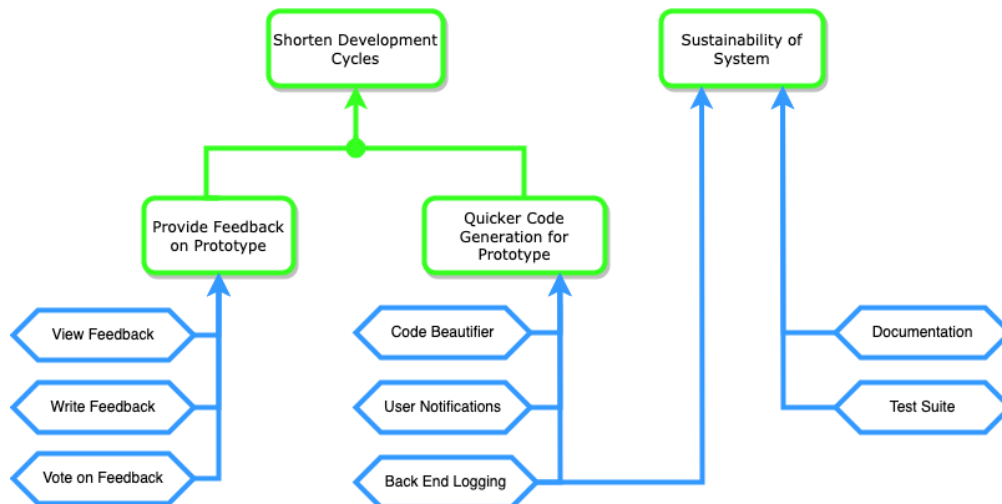 Shorten Development
Cycles
Sustainability of
System
Provide Feedback
on Prototype
Quicker Code
Generation for
Prototype
View Feedback
Write Feedback
Vote on Feedback
Code Beautifier
User Notifications
Back End Logging
Documentation
Test Suite